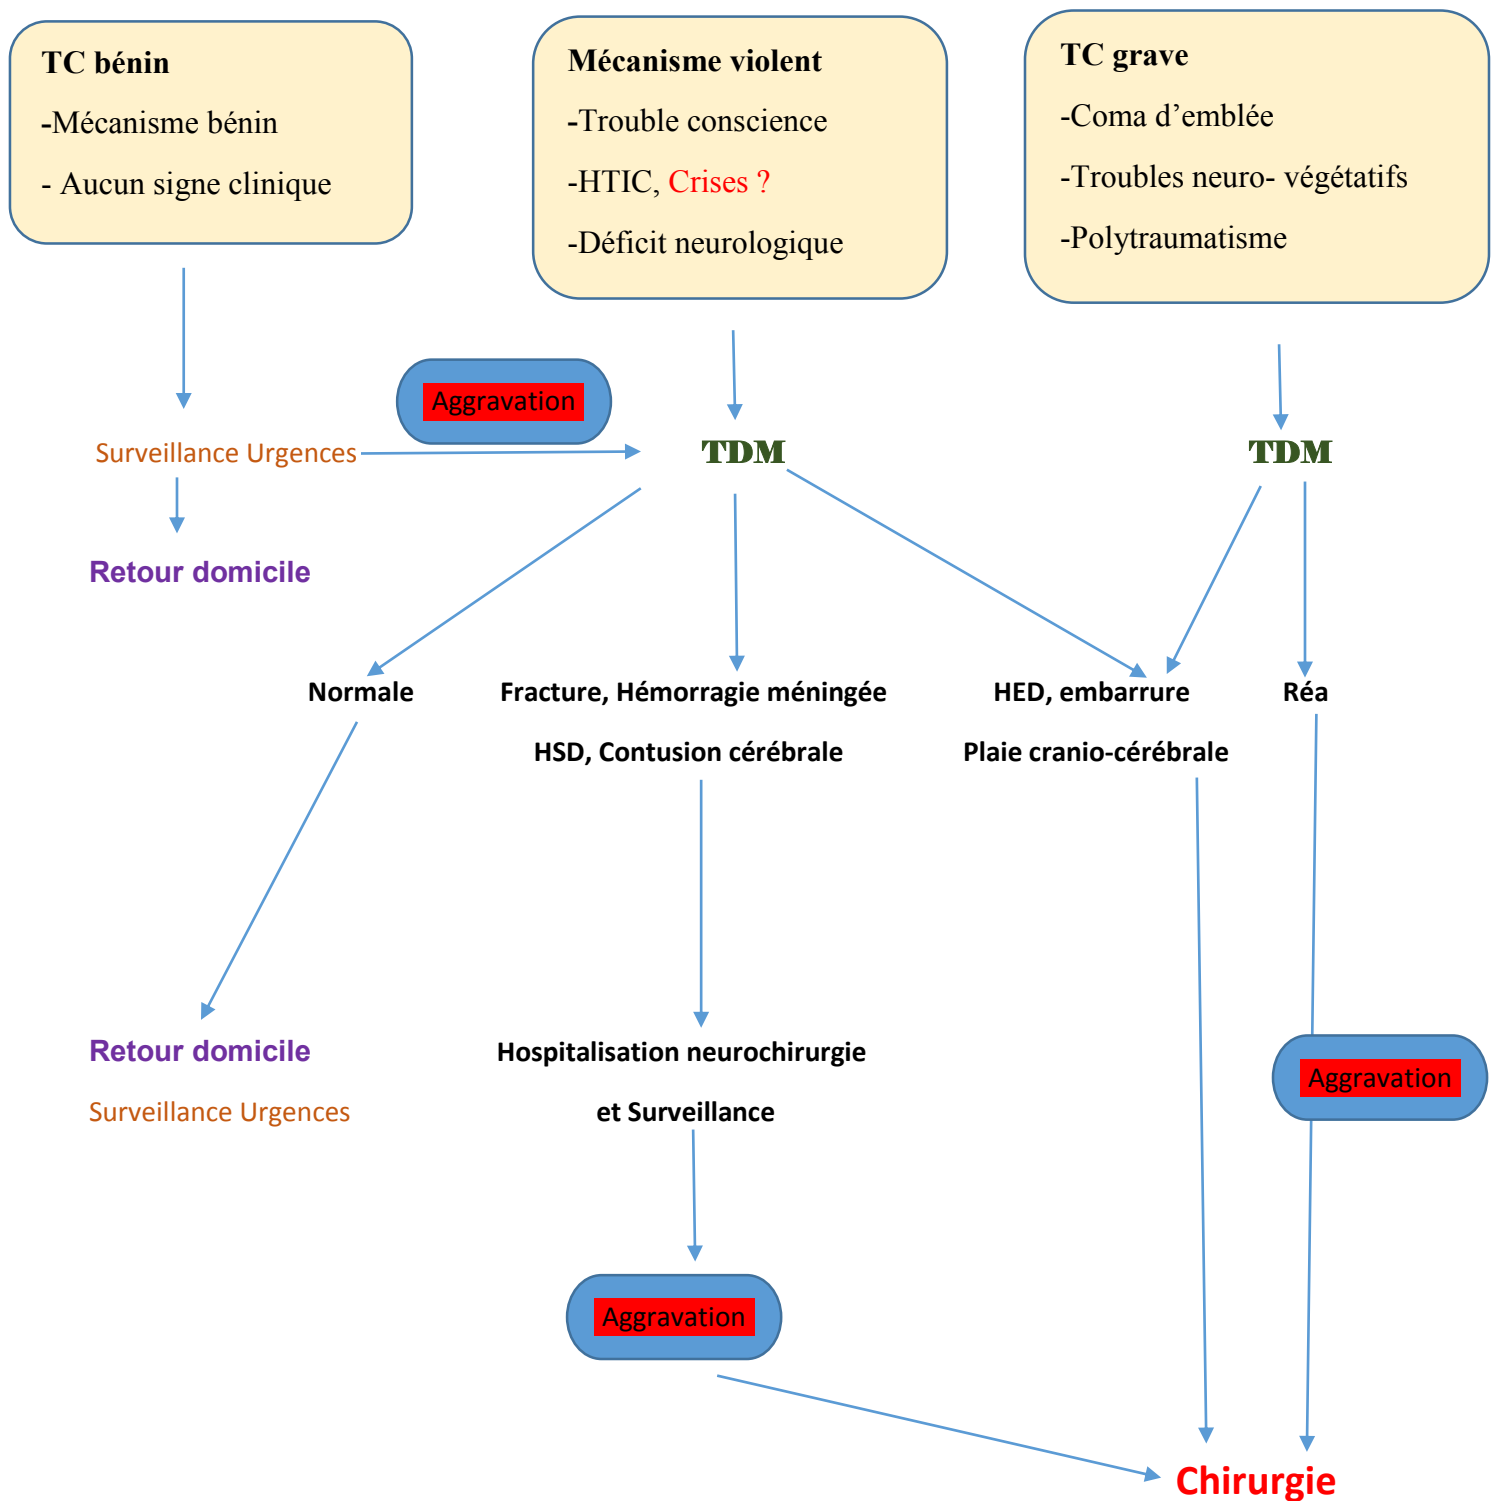 TC bénin
-Mécanisme bénin
- Aucun signe clinique
Mécanisme violent
-Trouble conscience
-HTIC, Crises ?
-Déficit neurologique
TC grave
-Coma d’emblée
-Troubles neuro- végétatifs
-Polytraumatisme
Aggravation
Surveillance Urgences
TDM
TDM
Retour domicile
Normale
Fracture, Hémorragie méningée
HSD, Contusion cérébrale
HED, embarrure
Plaie cranio-cérébrale
Réa
Retour domicile
Surveillance Urgences
Hospitalisation neurochirurgie
et Surveillance
Aggravation
Aggravation
Chirurgie